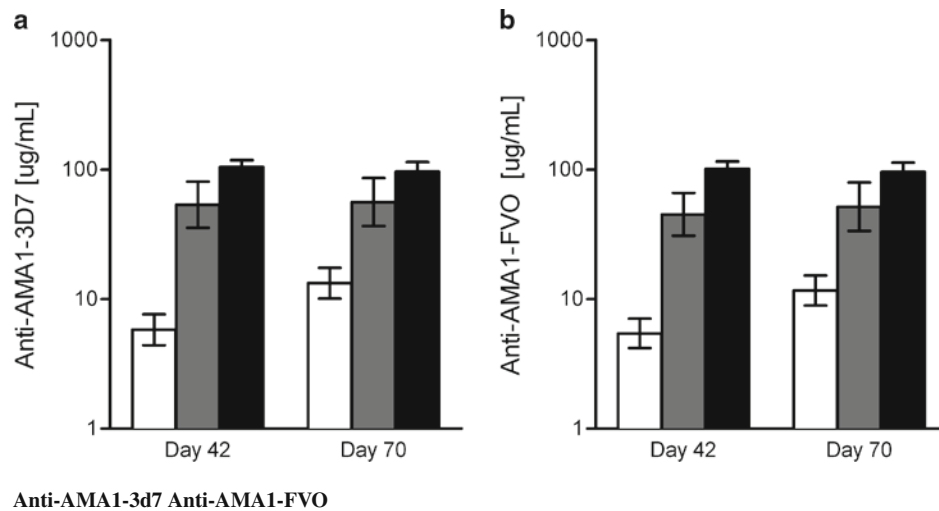 a
1000
100
10
1
Anti-AMA1-3D7 [ug/mL]
Day 42
Day 70
b
1000
100
10
1
Anti-AMA1-FVO [ug/mL]
Day 42
Day 70
Anti-AMA1-3d7 Anti-AMA1-FVO